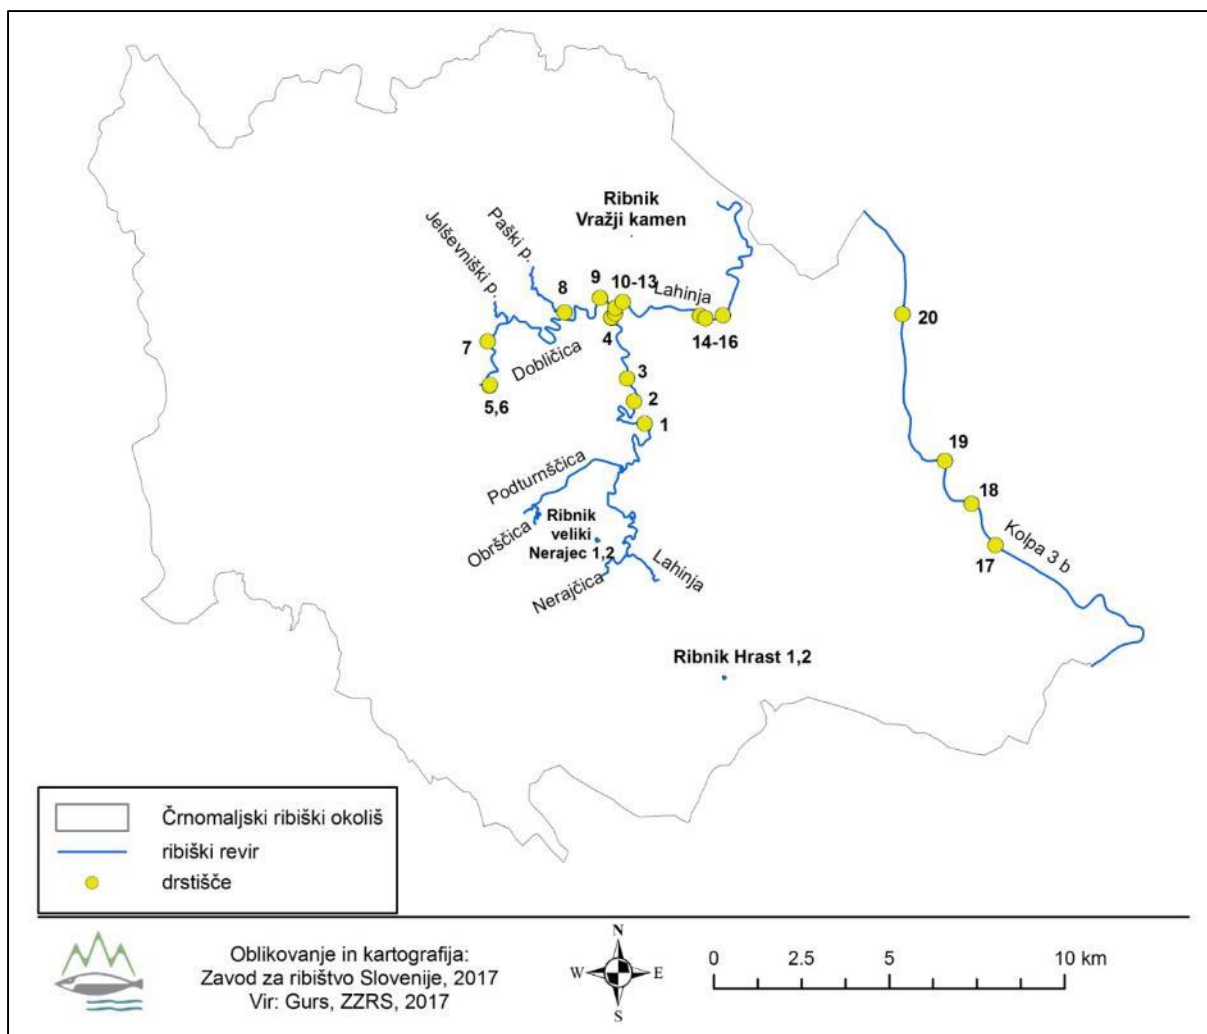 Ribnik
Vražji kamen
Jelševniški p.
Paški p.
8
9
10-13
Lahinja
4
14-16
20
7
Dobličica
5,6
3
2
1
19
18
Kolpa 3 b
17
Podturnščica
Obrščica
Ribnik
veliki
Nerajec 1,2
Nerajčica
Lahinja
Ribnik Hrast 1,2
Črnomaljski ribiški okoliš
ribiški revir
drstišče
Oblikovanje in kartografija:
Zavod za ribištvo Slovenije, 2017
Vir: Gurs, ZZRS, 2017
N
W E
S
0 2.5 5 10 km